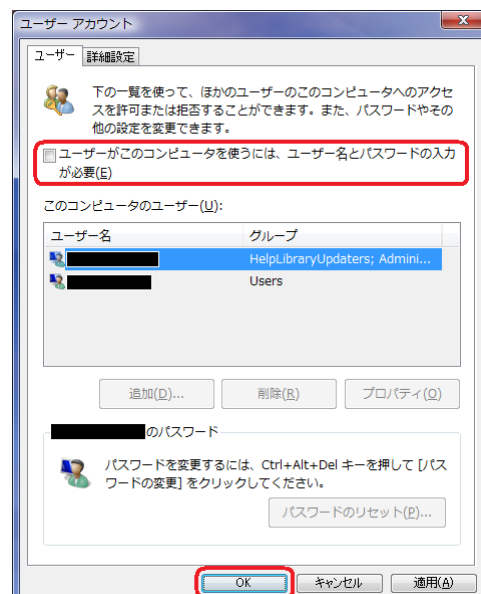 ユーザー アカウント
ユーザー 詳細設定
下の一覧を使って、ほかのユーザーのこのコンピュータへのアクセ
スを許可または拒否することができます。また、パスワードやその
他の設定を変更できます。
ユーザーがこのコンピュータを使うには、ユーザー名とパスワードの入力
が必要(E)
このコンピュータのユーザー(U):
ユーザー名 グループ
HelpLibraryUpdaters; Admini...
Users
追加(D)... 削除(R) プロパティ(O)
のパスワード
パスワードを変更するには、Ctrl+Alt+Del キーを押して [パス
ワードの変更] をクリックしてください。
パスワードのリセット(P)...
OK キャンセル 適用(A)